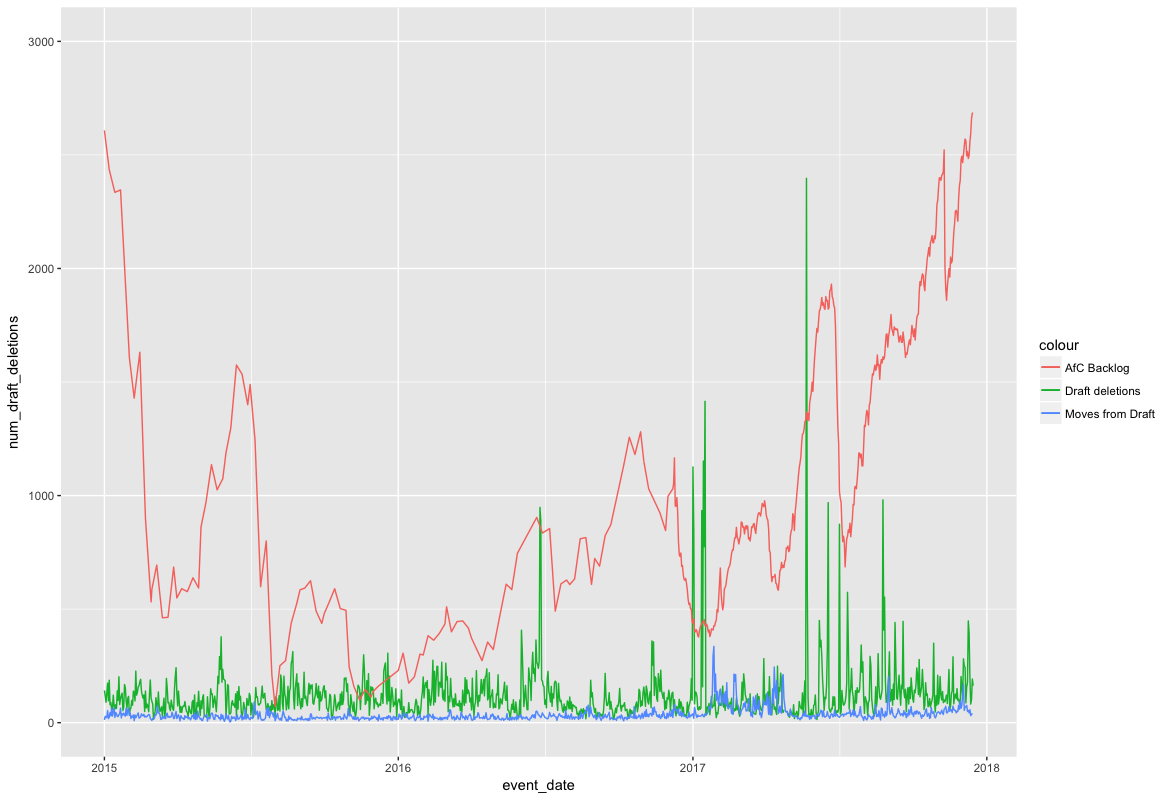 3000
2000
1000
0
num_draft_deletions
2015
2016
2017
2018
event_date
colour
AfC Backlog
Draft deletions
Moves from Draft